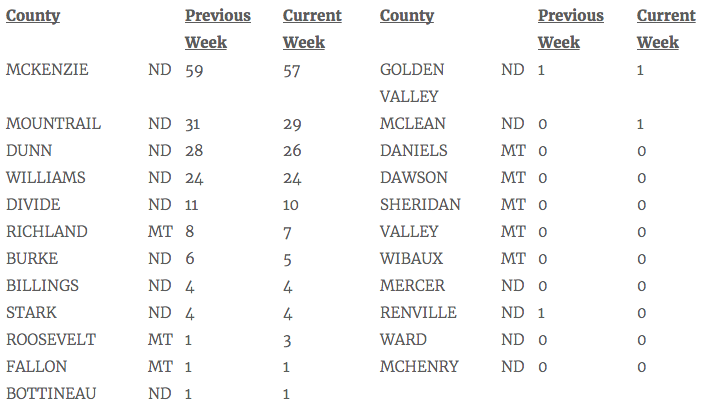 County Previous Current County Previous Current
Week Week Week Week
MCKENZIE ND 59 57 GOLDEN ND 1 1
VALLEY
MOUNTRAIL ND 31 29 MCLEAN ND 0 1
DUNN ND 28 26 DANIELS MT 0 0
WILLIAMS ND 24 24 DAWSON MT 0 0
DIVIDE ND 11 10 SHERIDAN MT 0 0
RICHLAND MT 8 7 VALLEY MT 0 0
BURKE ND 6 5 WIBAUX MT 0 0
BILLINGS ND 4 4 MERCER ND 0 0
STARK ND 4 4 RENVILLE ND 1 0
ROOSEVELT MT 1 3 WARD ND 0 0
FALLON MT 1 1 MCHENRY ND 0 0
BOTTINEAU ND 1 1